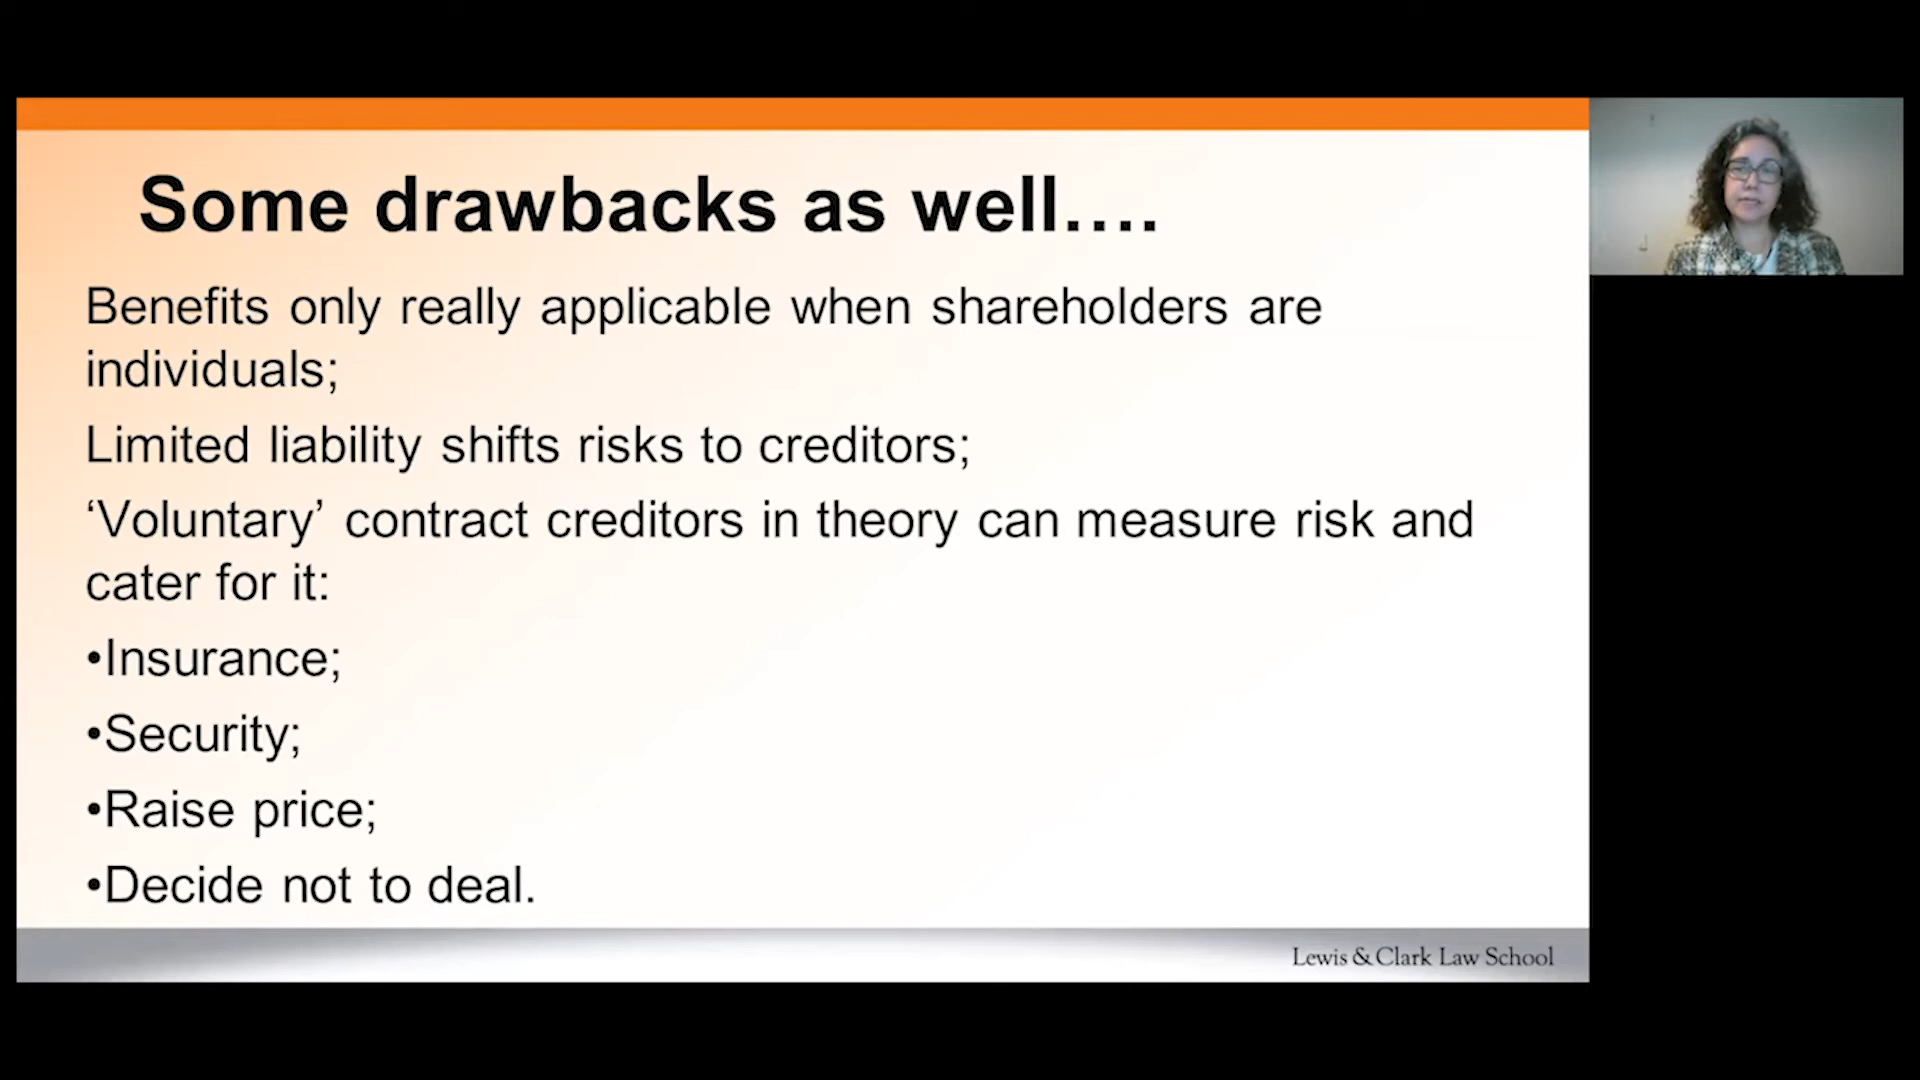 Some drawbacks as well….
Benefits only really applicable when shareholders are
individuals;
Limited liability shifts risks to creditors;
‘Voluntary’ contract creditors in theory can measure risk and
cater for it:
•Insurance;
•Security;
•Raise price;
•Decide not to deal.
Lewis & Clark Law School